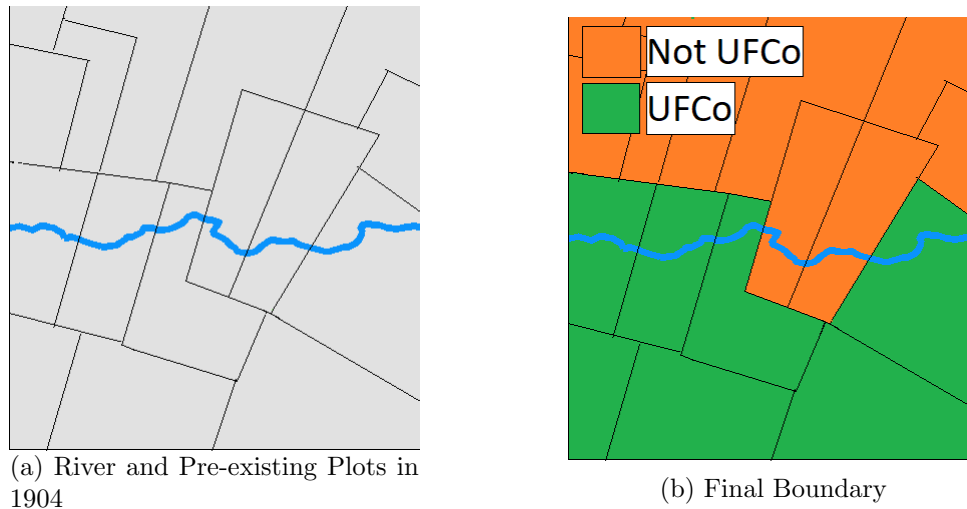 Not UFCo
UFCo
(a) River and Pre-existing Plots in
1904
(b) Final Boundary